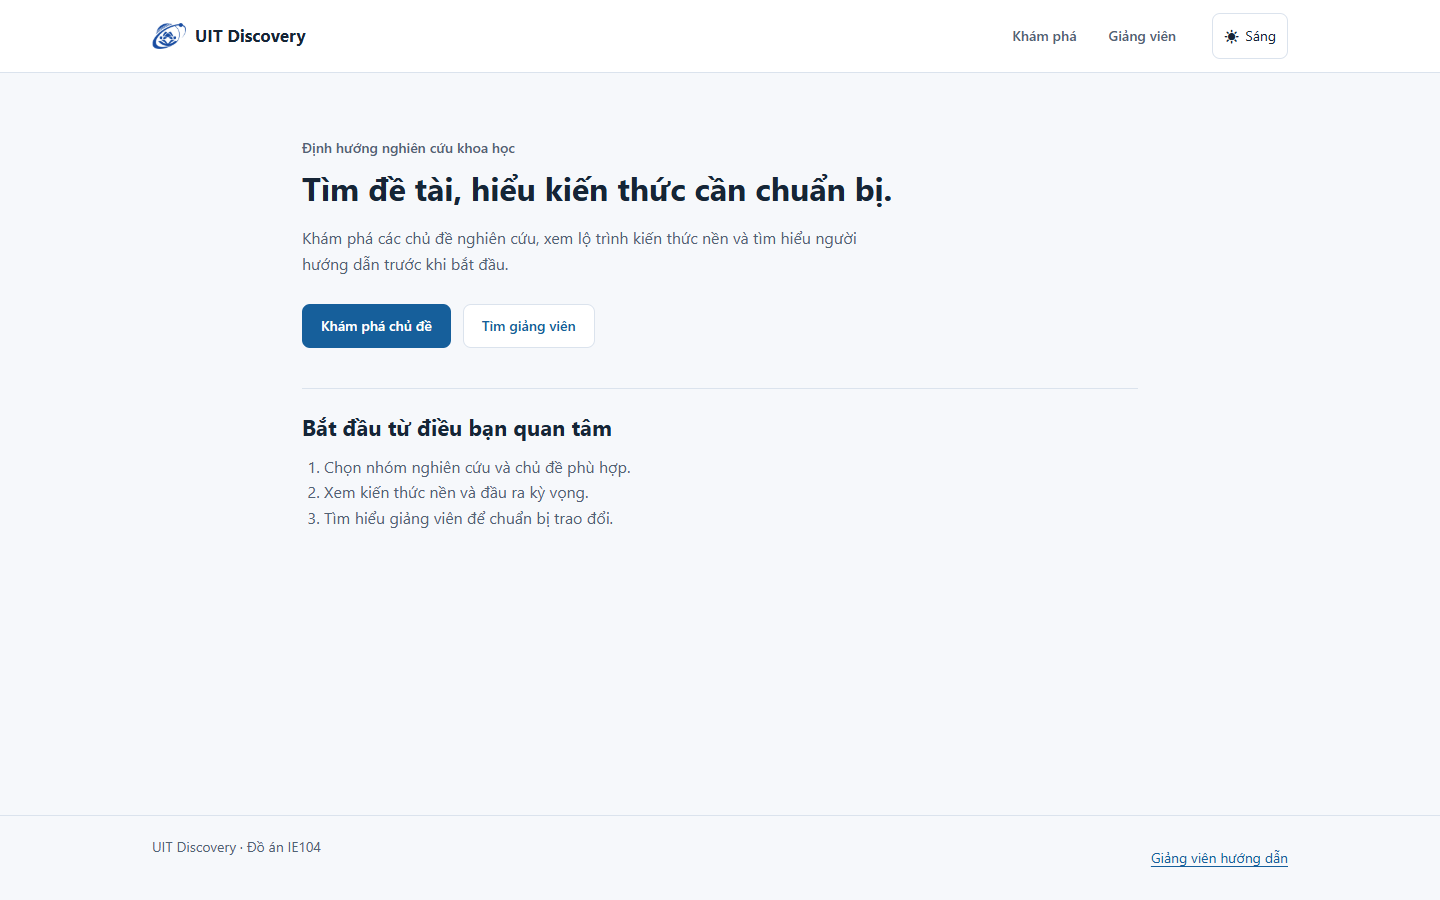 UIT Discovery
Khám phá
Giảng viên
Sáng
Định hướng nghiên cứu khoa học
Tìm đề tài, hiểu kiến thức cần chuẩn bị.
Khám phá các chủ đề nghiên cứu, xem lộ trình kiến thức nền và tìm hiểu người
hướng dẫn trước khi bắt đầu.
Khám phá chủ đề
Tìm giảng viên
Bắt đầu từ điều bạn quan tâm
1. Chọn nhóm nghiên cứu và chủ đề phù hợp.
2. Xem kiến thức nền và đầu ra kỳ vọng.
3. Tìm hiểu giảng viên để chuẩn bị trao đổi.
UIT Discovery · Đồ án IE104
Giảng viên hướng dẫn